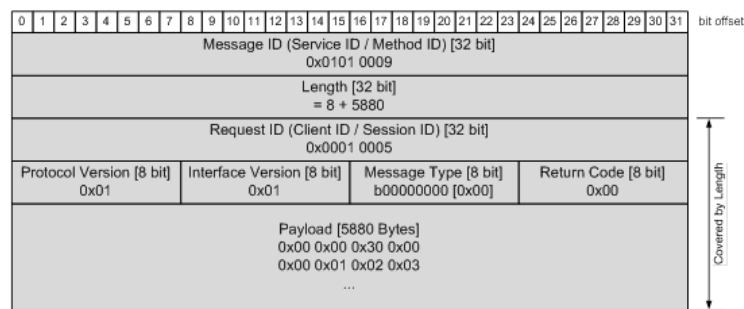 0 1 2 3 4 5 6 7 8 9 10 11 12 13 14 15 16 17 18 19 20 21 22 23 24 25 26 27 28 29 30 31 bit offset
Message ID (Service ID / Method ID) [32 bit]
0x0101 0009
Length [32 bit]
= 8 + 5880
Request ID (Client ID / Session ID) [32 bit]
0x0001 0005
Protocol Version [8 bit] Interface Version [8 bit] Message Type [8 bit] Return Code [8 bit]
0x01 0x01 b00000000 [0x00] 0x00
Payload [5880 Bytes]
0x00 0x00 0x30 0x00
0x00 0x01 0x02 0x03
...
Covered by Length